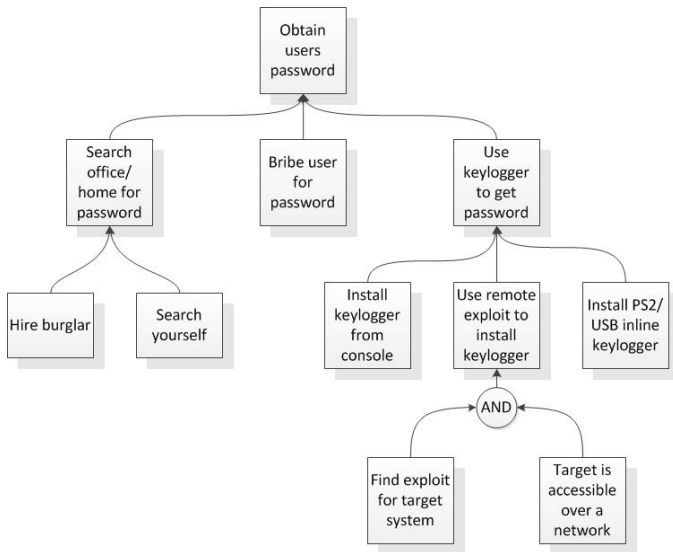 Obtain
users
password
Search
office/
home for
password
Bribe user
for
password
Use
keylogger
to get
password
Hire burglar
Search
yourself
Install
keylogger
from
console
Use remote
exploit to
install
keylogger
Install PS2/
USB inline
keylogger
AND
Find exploit
for target
system
Target is
accessible
over a
network